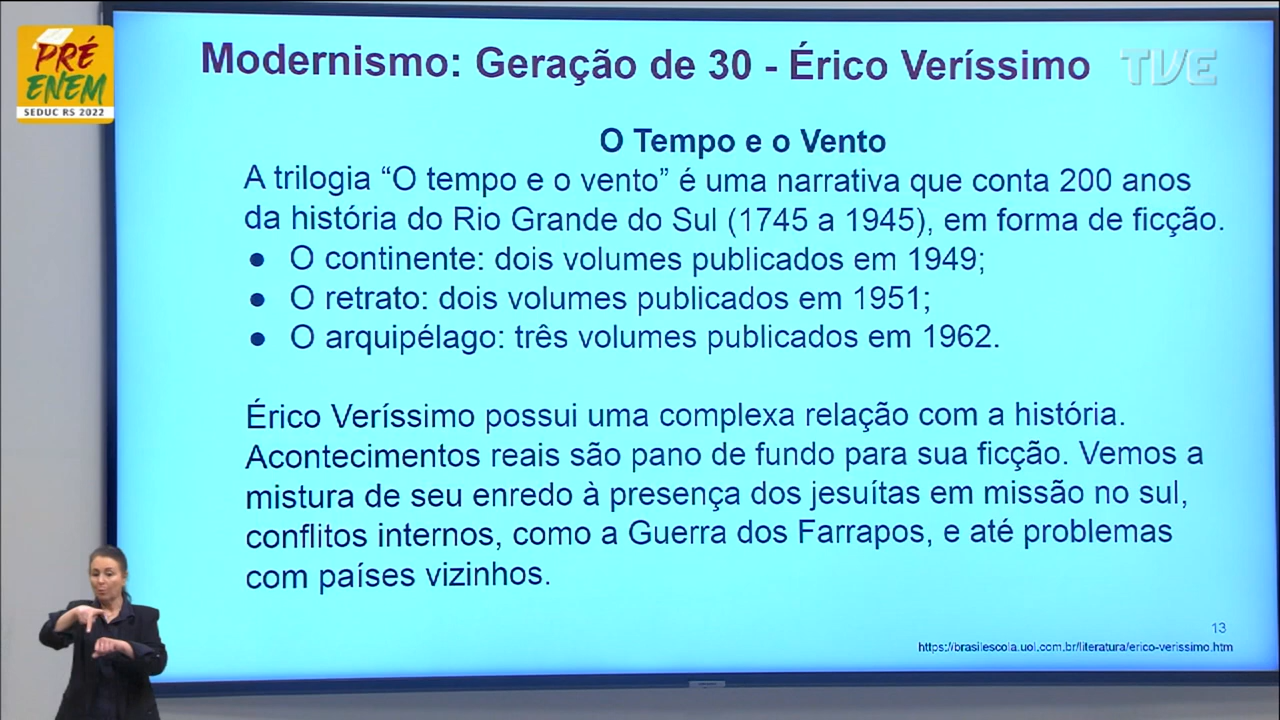 PRÉ
ENEM
SEDUC RS 2022
Modernismo: Geração de 30 - Érico Veríssimo
TVE
O Tempo e o Vento
A trilogia “O tempo e o vento” é uma narrativa que conta 200 anos
da história do Rio Grande do Sul (1745 a 1945), em forma de ficção.
● O continente: dois volumes publicados em 1949;
● O retrato: dois volumes publicados em 1951;
● O arquipélago: três volumes publicados em 1962.
Érico Veríssimo possui uma complexa relação com a história.
Acontecimentos reais são pano de fundo para sua ficção. Vemos a
mistura de seu enredo à presença dos jesuítas em missão no sul,
conflitos internos, como a Guerra dos Farrapos, e até problemas
com países vizinhos.
13
https://brasilescola.uol.com.br/literatura/erico-verissimo.htm